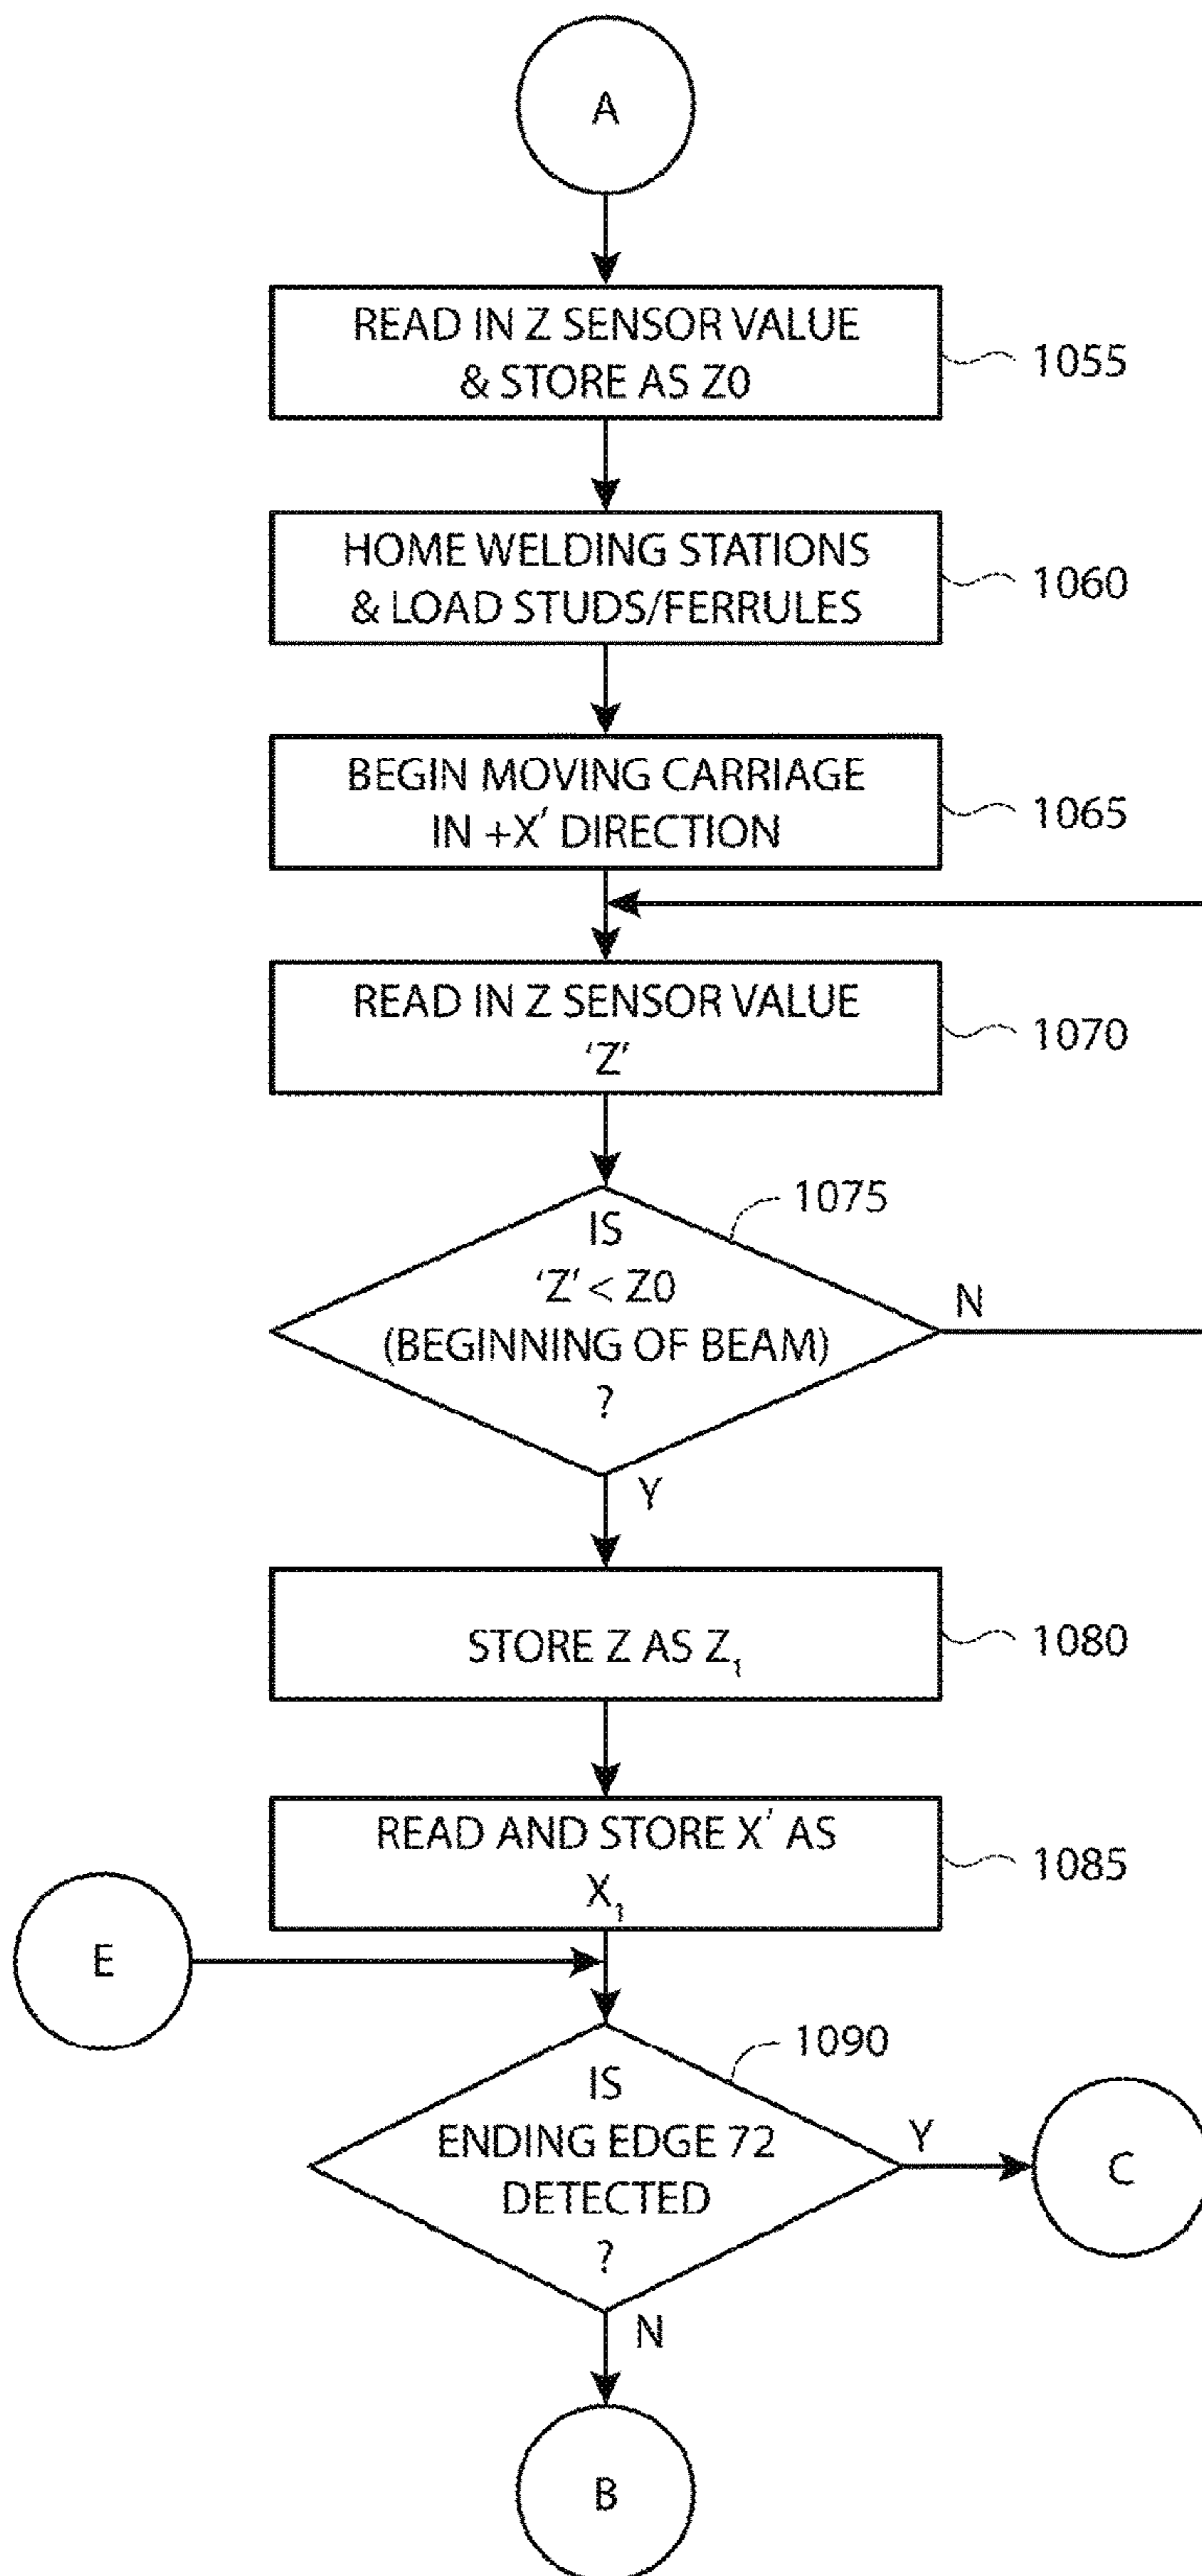 A
READ IN Z SENSOR VALUE
& STORE AS Z0
1055
HOME WELDING STATIONS
& LOAD STUDS/FERRULES
1060
BEGIN MOVING CARRIAGE
IN +X' DIRECTION
1065
READ IN Z SENSOR VALUE
'Z'
1070
1075
IS
'Z' < Z0
(BEGINNING OF BEAM)
?
N
Y
STORE Z AS Z₁
1080
READ AND STORE X' AS
X₁
1085
E
1090
IS
ENDING EDGE 72
DETECTED
?
Y
C
N
B